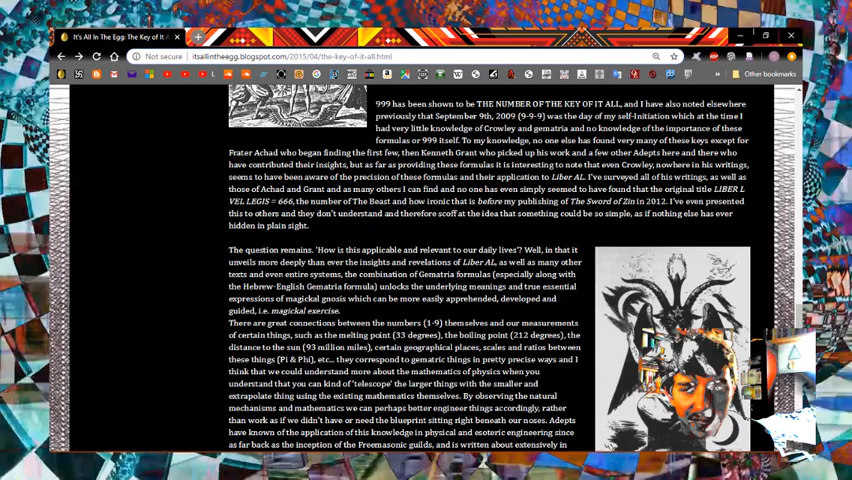 It's All In The Egg: The Key of It A
Not secure
itsallintheegg.blogspot.com/2015/04/the-key-of-it-all.html
Other bookmarks
999 has been shown to be THE NUMBER OF THE KEY OF IT ALL, and I have also noted elsewhere
previously that September 9th, 2009 (9-9-9) was the day of my self-Initiation which at the time I
had very little knowledge of Crowley and gematria and no knowledge of the importance of these
formulas or 999 itself. To my knowledge, no one else has found very many of these keys except for
Frater Achad who began finding the first few, then Kenneth Grant who picked up his work and a few other Adepts here and there who
have contributed their insights, but as far as providing these formulas it is interesting to note that even Crowley, nowhere in his writings,
seems to have been aware of the precision of these formulas and their application to Liber AL. I've surveyed all of his writings, as well as
those of Achad and Grant and as many others I can find and no one has even simply seemed to have found that the original title LIBER L
VEL LEGIS = 666, the number of The Beast and how ironic that is before my publishing of The Sword of Zin in 2012. I've even presented
this to others and they don't understand and therefore scoff at the idea that something could be so simple, as if nothing else has ever
hidden in plain sight.
The question remains. 'How is this applicable and relevant to our daily lives'? Well, in that it
unveils more deeply than ever the insights and revelations of Liber AL, as well as many other
texts and even entire systems, the combination of Gematria formulas (especially along with
the Hebrew-English Gematria formula) unlocks the underlying meanings and true essential
expressions of magickal gnosis which can be more easily apprehended, developed and
guided, i.e. magickal exercise.
There are great connections between the numbers (1-9) themselves and our measurements
of certain things, such as the melting point (33 degrees), the boiling point (212 degrees), the
distance to the sun (93 million miles), certain geographical places, scales and ratios between
these things (Pi & Phi), etc... they correspond to gematric things in pretty precise ways and I
think that we could understand more about the mathematics of physics when you
understand that you can kind of 'telescope' the larger things with the smaller and
extrapolate thing using the existing mathematics themselves. By observing the natural
mechanisms and mathematics we can perhaps better engineer things accordingly, rather
than work as if we didn't have or need the blueprint sitting right beneath our noses. Adepts
have known of the application of this knowledge in physical and esoteric engineering since
as far back as the inception of the Freemasonic guilds, and is written about extensively in